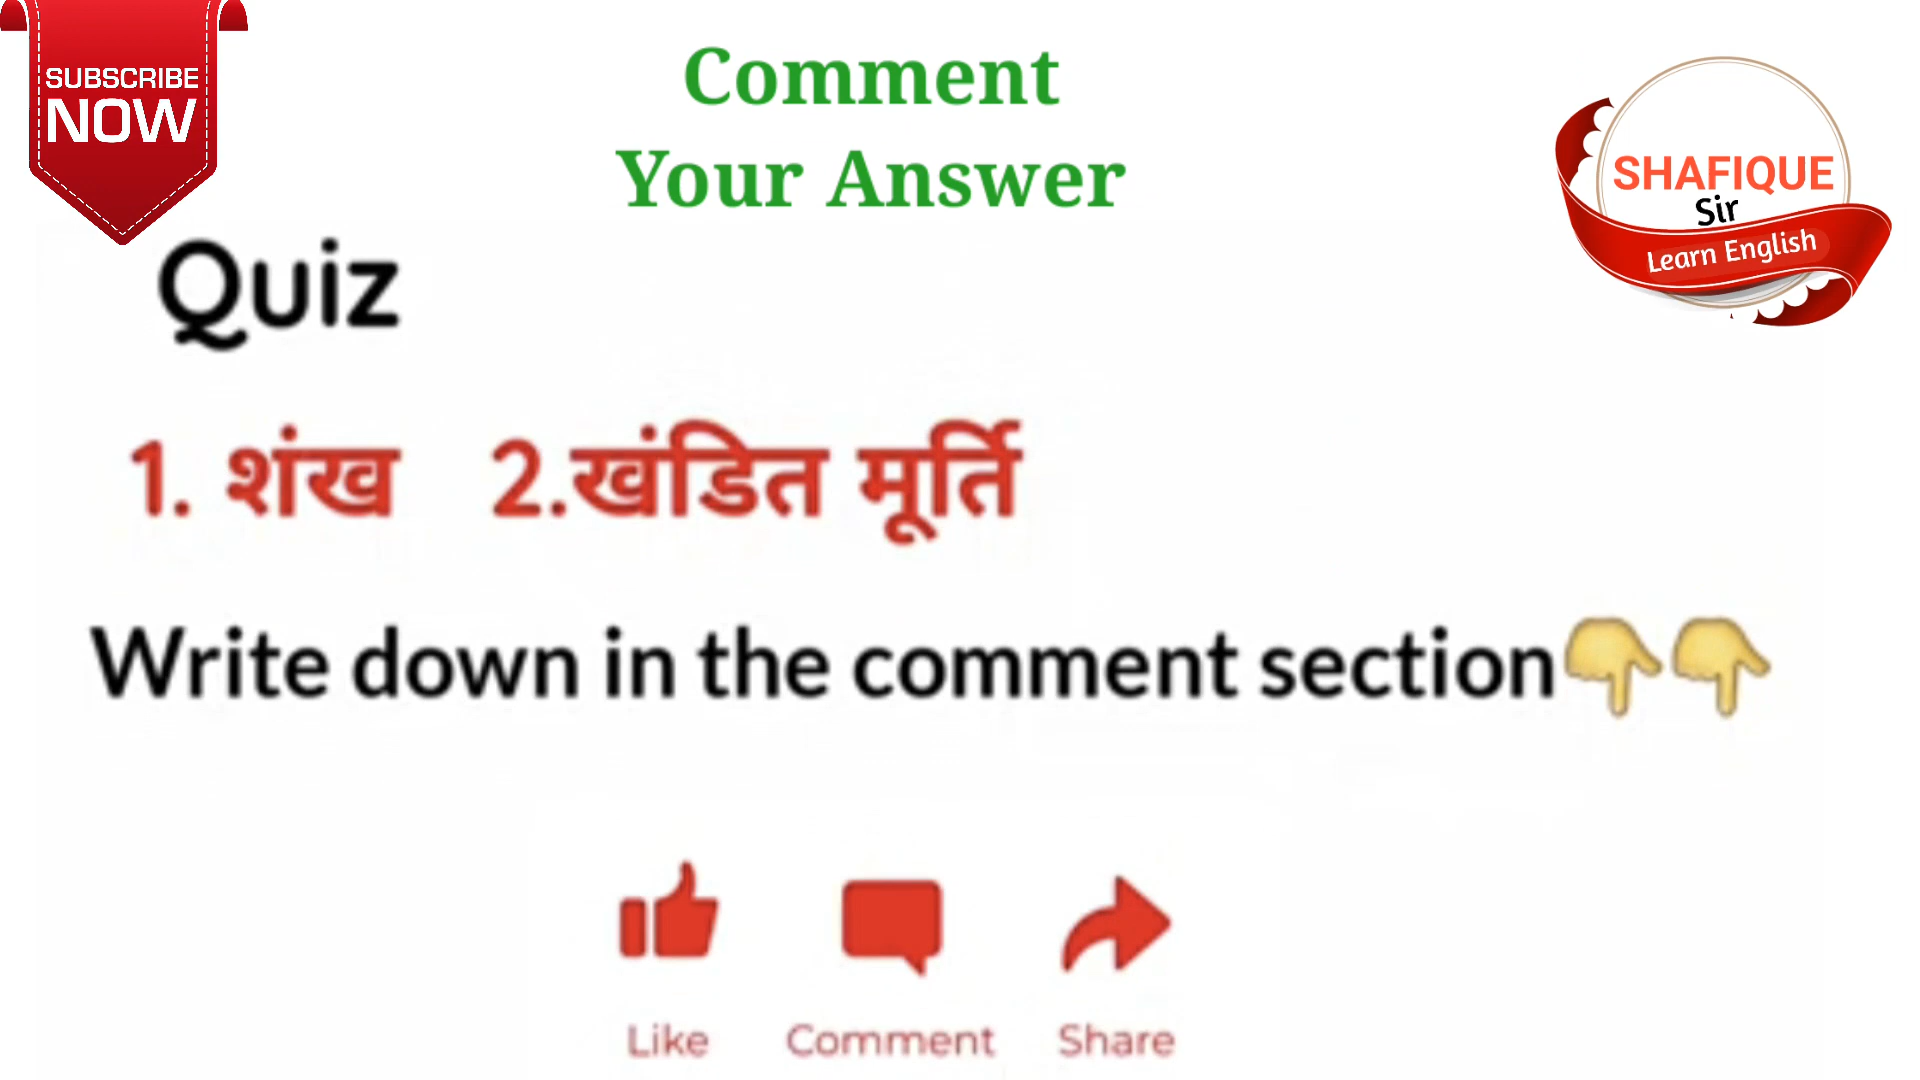 SUBSCRIBE
NOW
Comment
Your Answer
SHAFIQUE
Sir
Learn English
Quiz
1. शंख 2.खंडित मूर्ति
Write down in the comment section👇👇
Like Comment Share